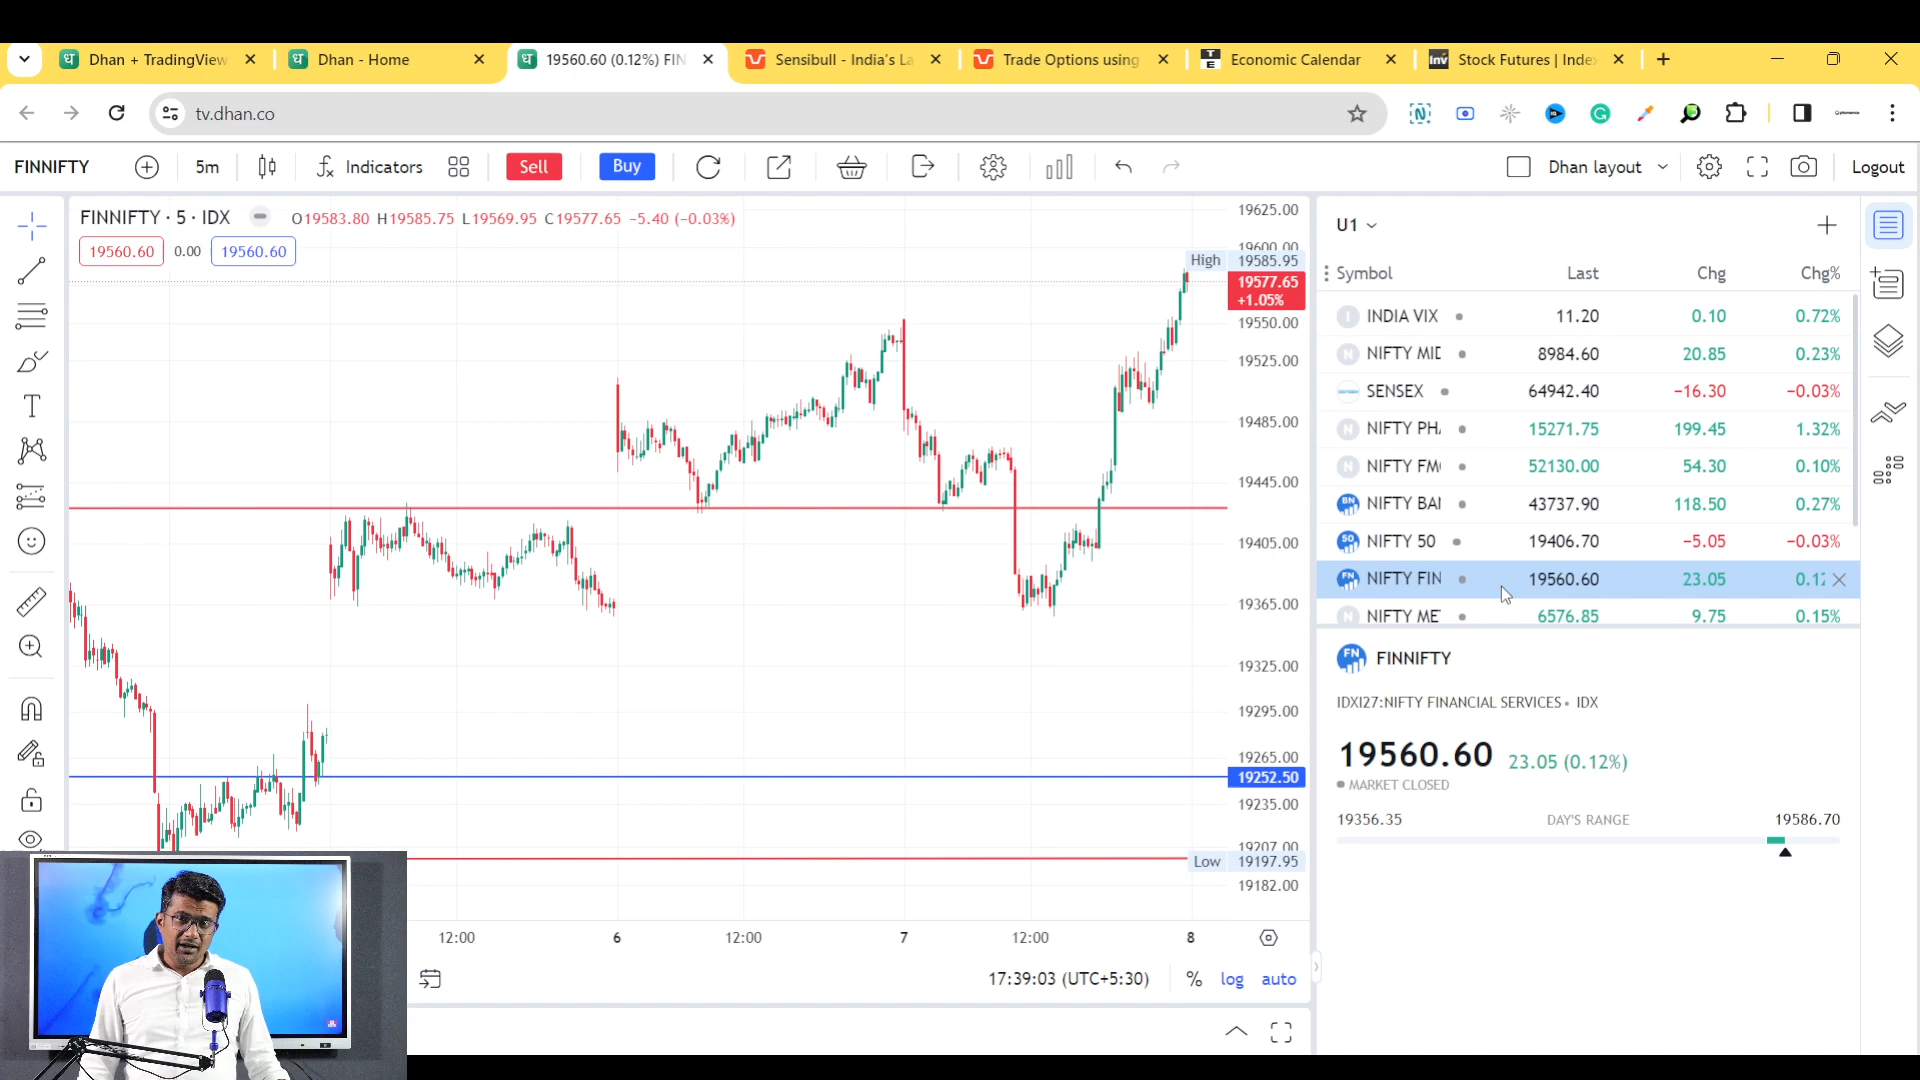 Dhan + TradingView
Dhan - Home
19560.60 (0.12%) FIN
Sensibull - India's La
Trade Options using
Economic Calendar
Stock Futures | Index
tv.dhan.co
FINNIFTY
5m
Indicators
Sell
Buy
Dhan layout
Logout
FINNIFTY · 5 · IDX
O19583.80 H19585.75 L19569.95 C19577.65 −5.40 (−0.03%)
19560.60
0.00
19560.60
19625.00
19600.00
High 19585.95
19577.65
+1.05%
19550.00
19525.00
19485.00
19445.00
19405.00
19365.00
19325.00
19295.00
19265.00
19252.50
19235.00
19207.00
Low 19197.95
19182.00
12:00
6
12:00
7
12:00
8
17:39:03 (UTC+5:30)
%
log
auto
U1
Symbol Last Chg Chg%
INDIA VIX 11.20 0.10 0.72%
NIFTY MID 8984.60 20.85 0.23%
SENSEX 64942.40 −16.30 −0.03%
NIFTY PHA 15271.75 199.45 1.32%
NIFTY FM 52130.00 54.30 0.10%
NIFTY BAI 43737.90 118.50 0.27%
NIFTY 50 19406.70 −5.05 −0.03%
NIFTY FIN 19560.60 23.05 0.12
NIFTY ME 6576.85 9.75 0.15%
FN
FINNIFTY
IDXI27:NIFTY FINANCIAL SERVICES • IDX
19560.60 23.05 (0.12%)
MARKET CLOSED
19356.35 DAY'S RANGE 19586.70